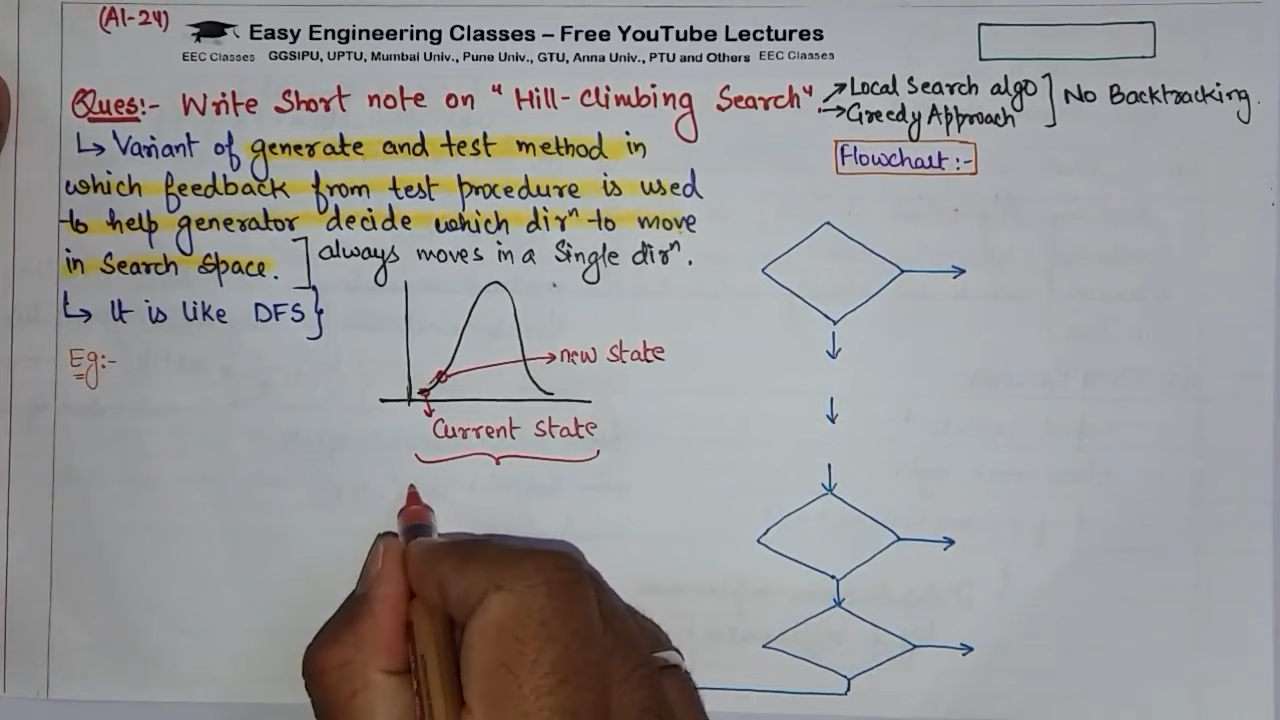 (AI-24)
Easy Engineering Classes – Free YouTube Lectures
EEC Classes GGSIPU, UPTU, Mumbai Univ., Pune Univ., GTU, Anna Univ., PTU and Others EEC Classes
Ques:- Write Short note on "Hill-Climbing Search" → Local Search algo
→ Greedy Approach ] No Backtracking.
↳ Variant of generate and test method in
which feedback from test procedure is used
to help generator decide which dirⁿ to move
in Search Space. ] always moves in a Single dirⁿ.
↳ It is like DFS }
Eg:-
new state
Current state
Flowchart :-